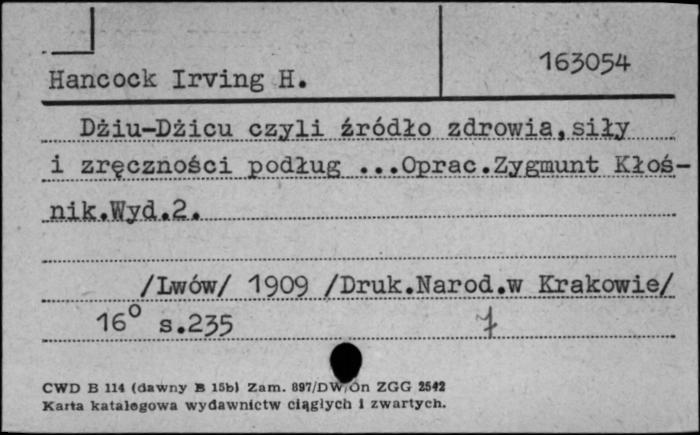 163054
Hancock Irving H.
Dżiu-Dżicu czyli źródło zdrowia,siły
i zręczności podług ...Oprac.Zygmunt Kłoś-
nik.Wyd.2.
/Lwów/ 1909 /Druk.Narod.w Krakowie/
16° s.235
CWD B 114 (dawny B 15b) Zam. 897/DW/On ZGG 2542
Karta katalogowa wydawnictw ciągłych i zwartych.